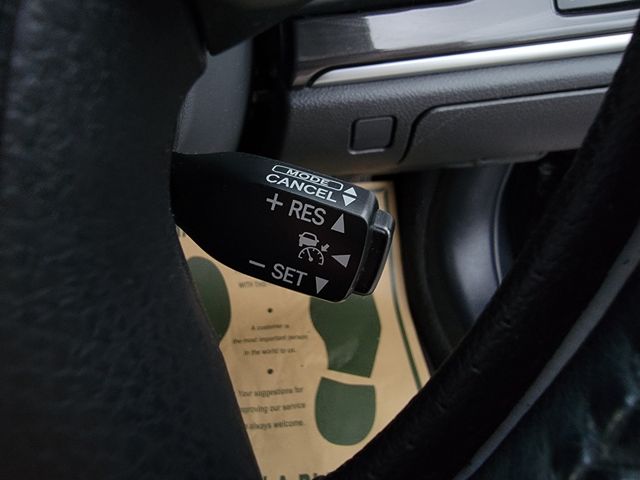 MODE
CANCEL
+ RES
− SET
WITH THIS
A customer is
the most important person
in the world to us.
Your suggestions for
improving our service
always welcome.